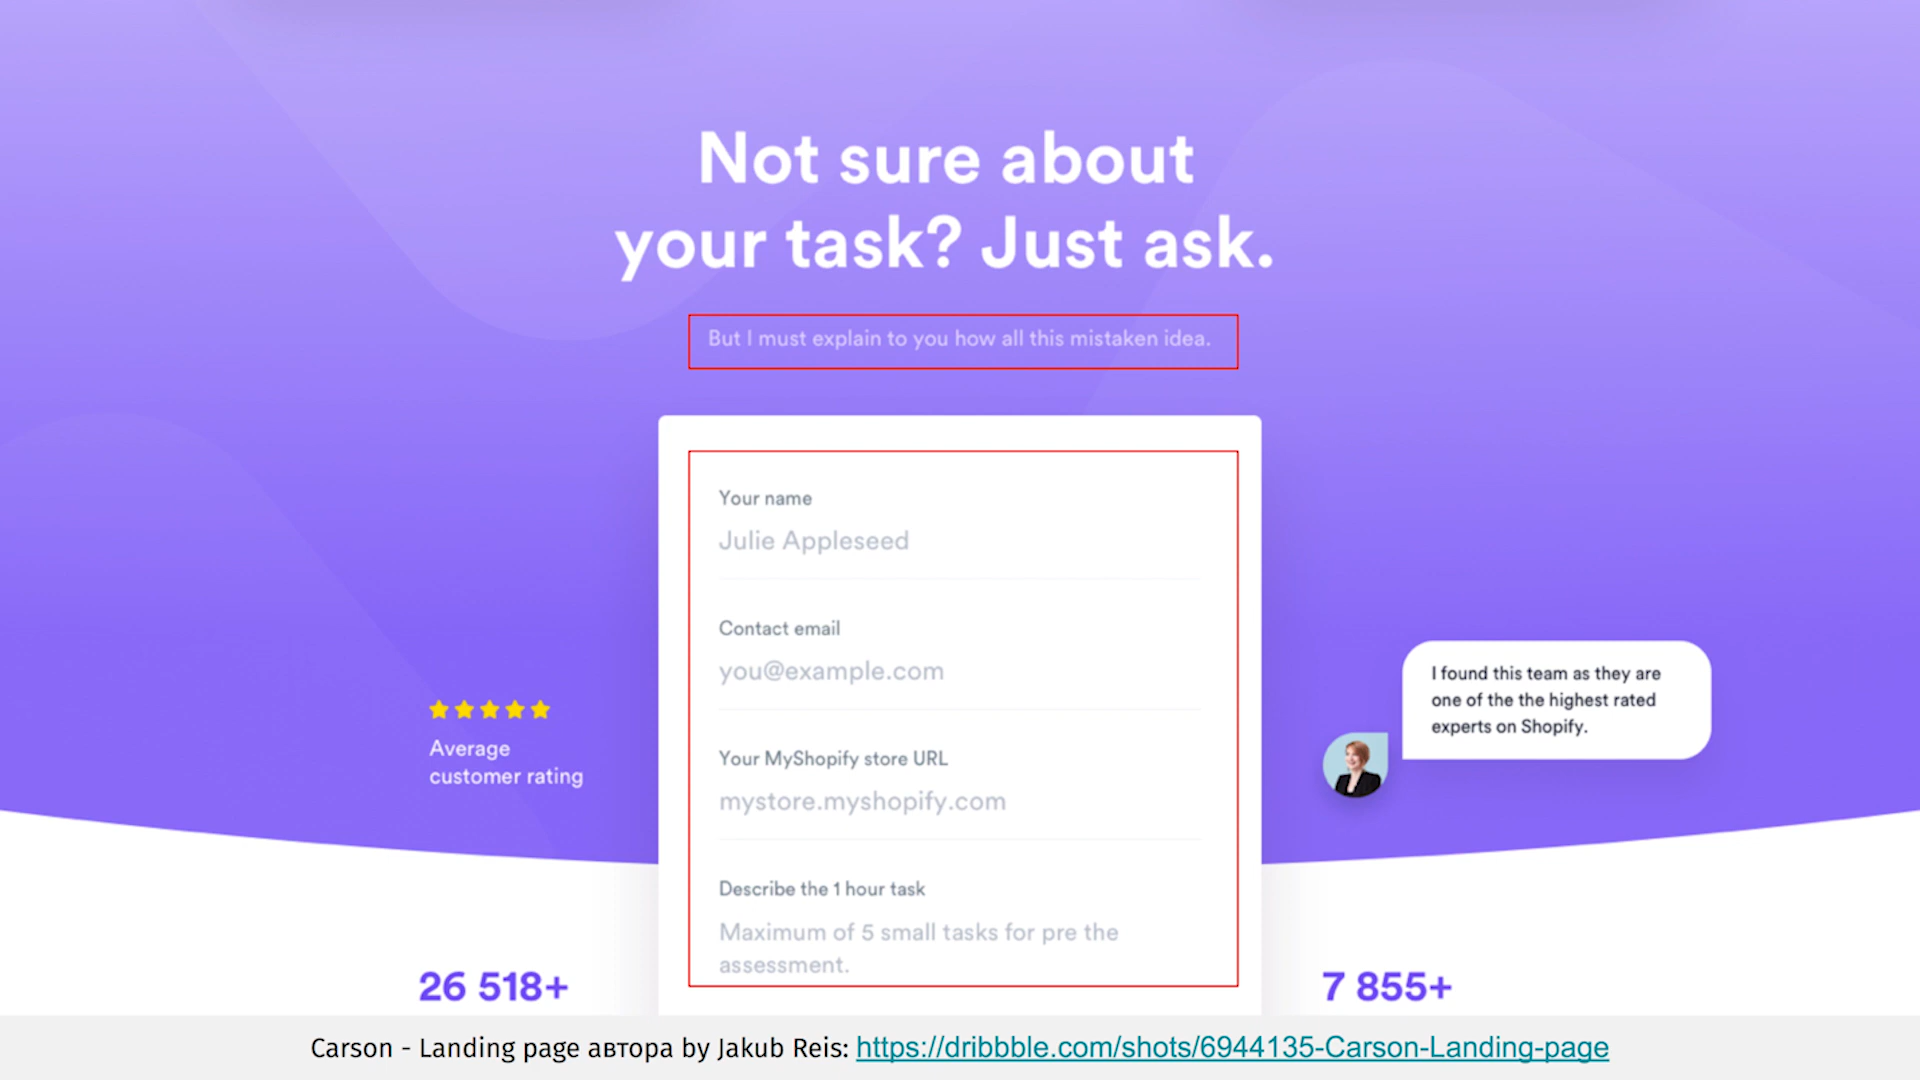 Not sure about
your task? Just ask.
But I must explain to you how all this mistaken idea.
Your name
Julie Appleseed
Contact email
you@example.com
Your MyShopify store URL
mystore.myshopify.com
Describe the 1 hour task
Maximum of 5 small tasks for pre the
assessment.
Average
customer rating
I found this team as they are
one of the the highest rated
experts on Shopify.
26 518+
7 855+
Carson - Landing page автора by Jakub Reis: https://dribbble.com/shots/6944135-Carson-Landing-page